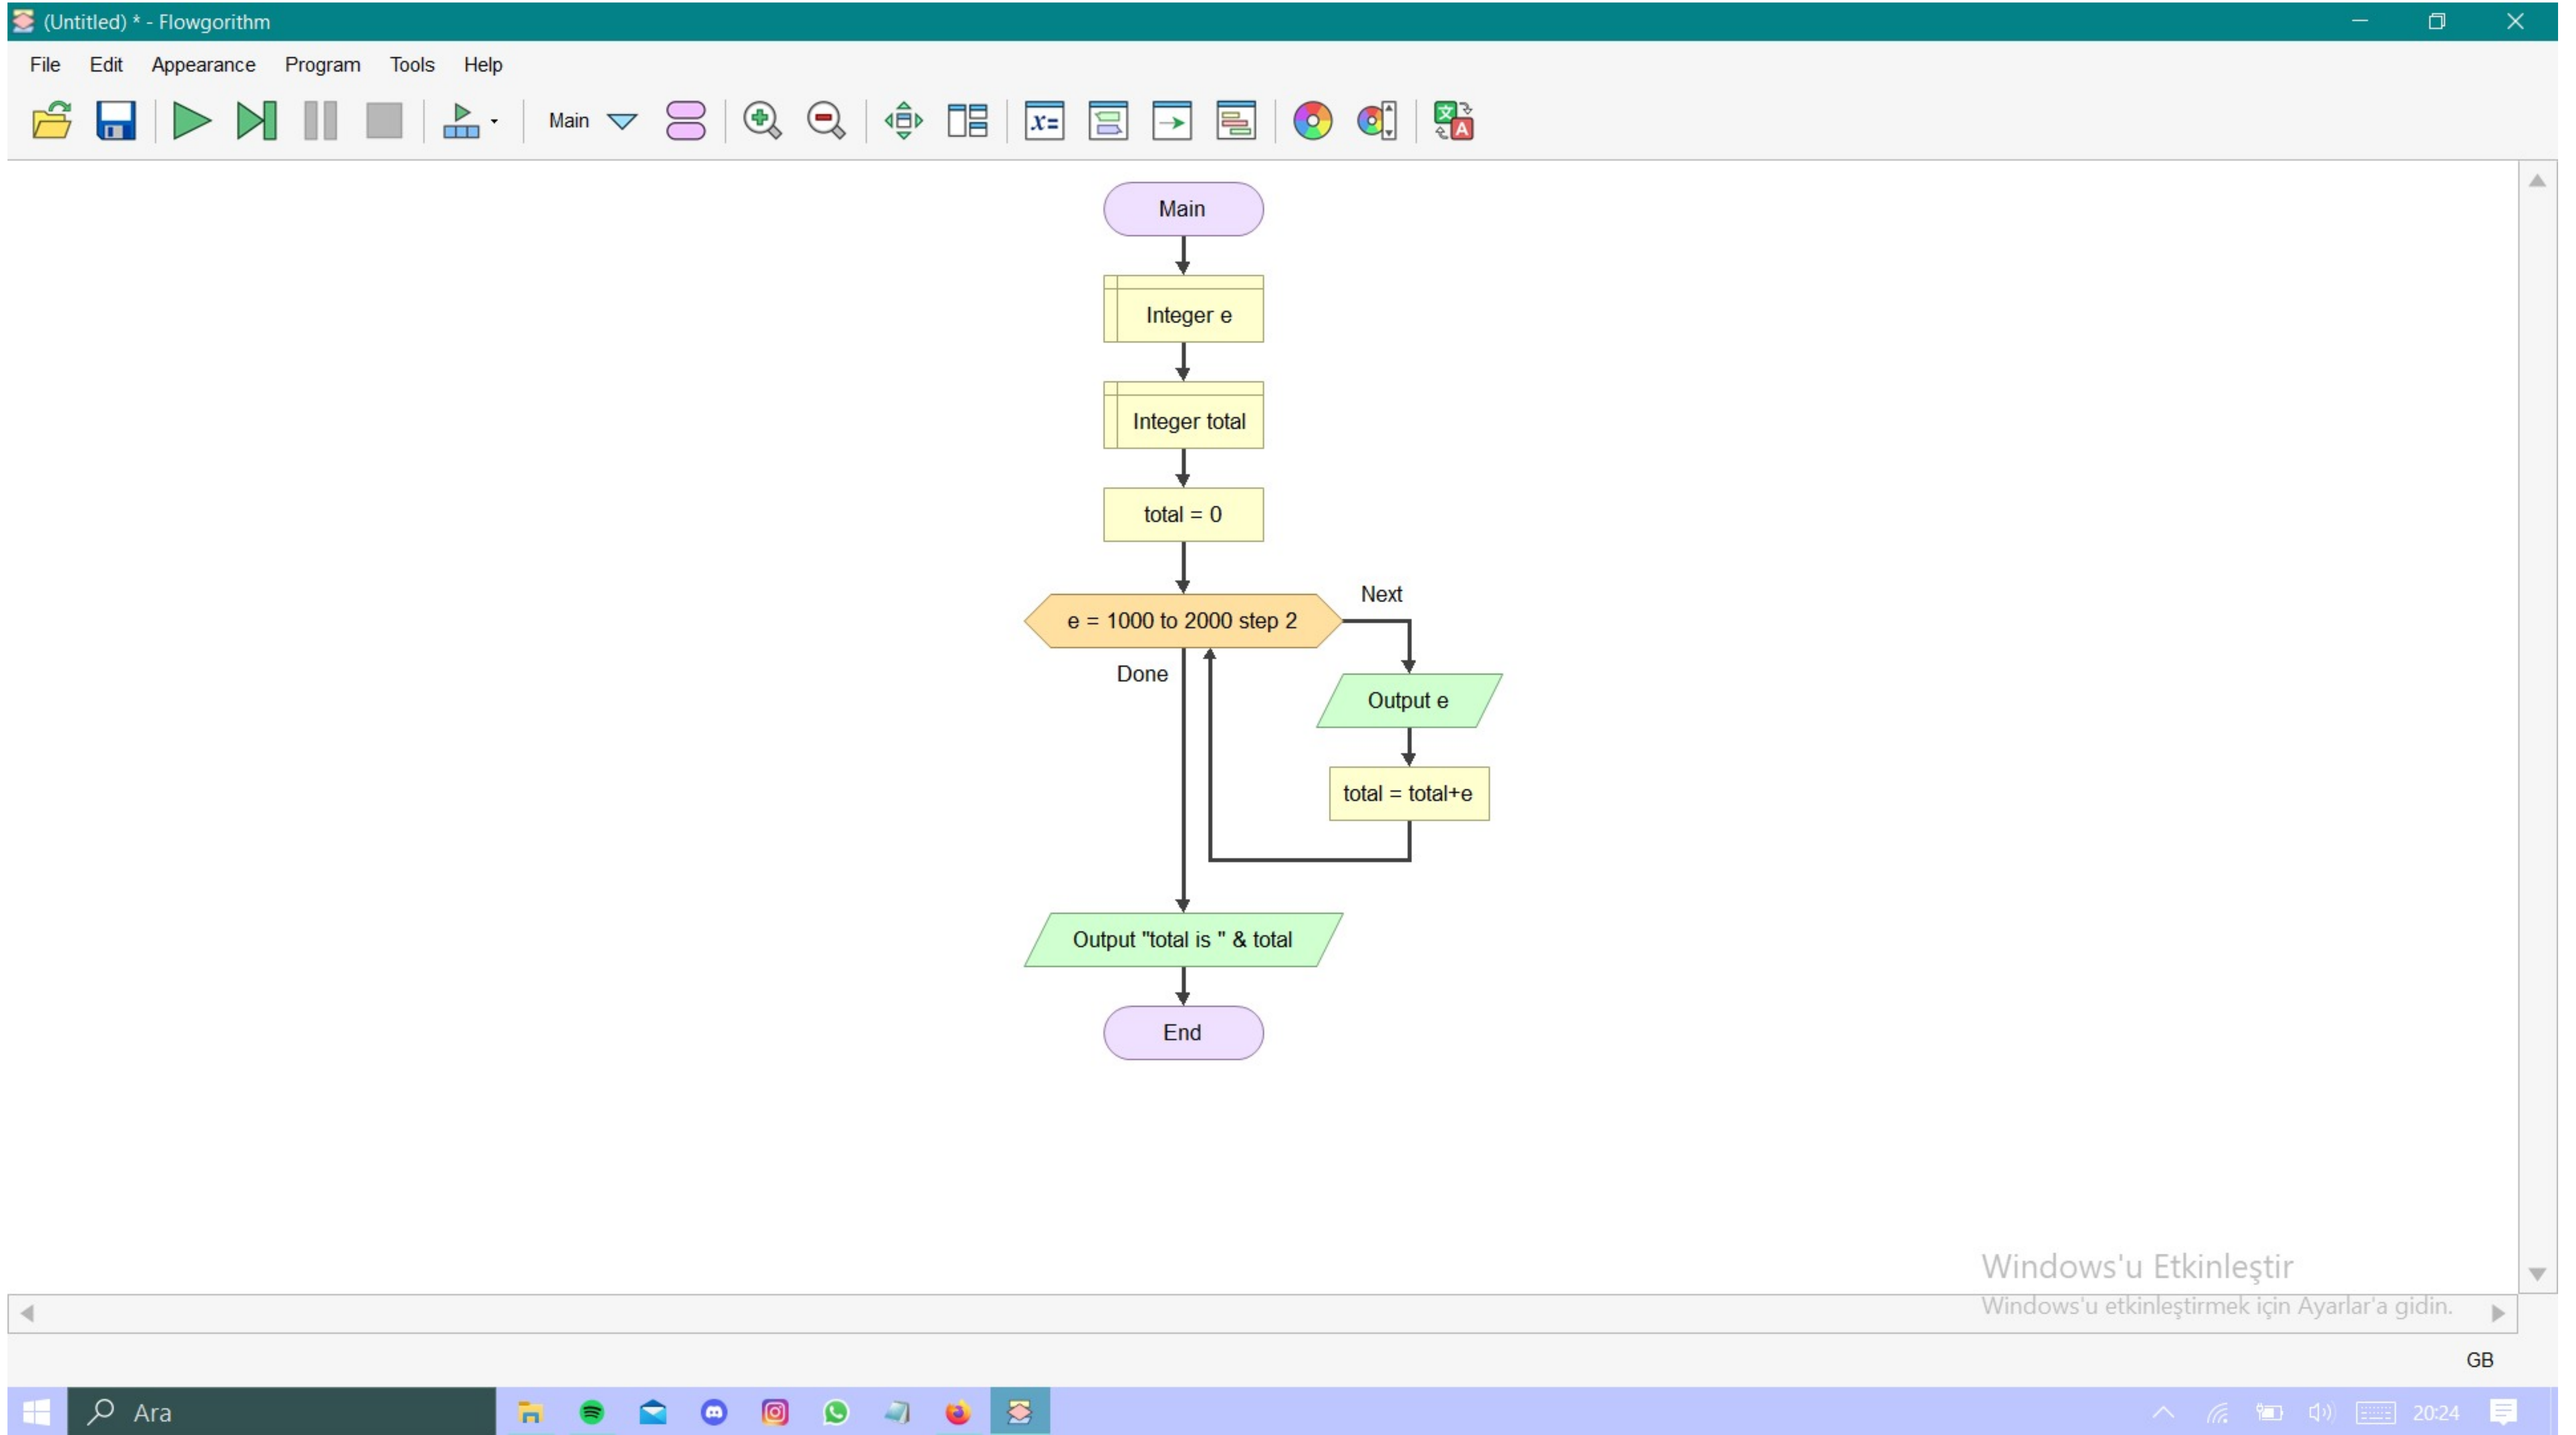 (Untitled) * - Flowgorithm
File Edit Appearance Program Tools Help
Main x=
Main
Integer e
Integer total
total = 0
e = 1000 to 2000 step 2
Next
Done
Output e
total = total+e
Output "total is " & total
End
Windows'u Etkinleştir
Windows'u etkinleştirmek için Ayarlar'a gidin.
GB
Ara
20:24